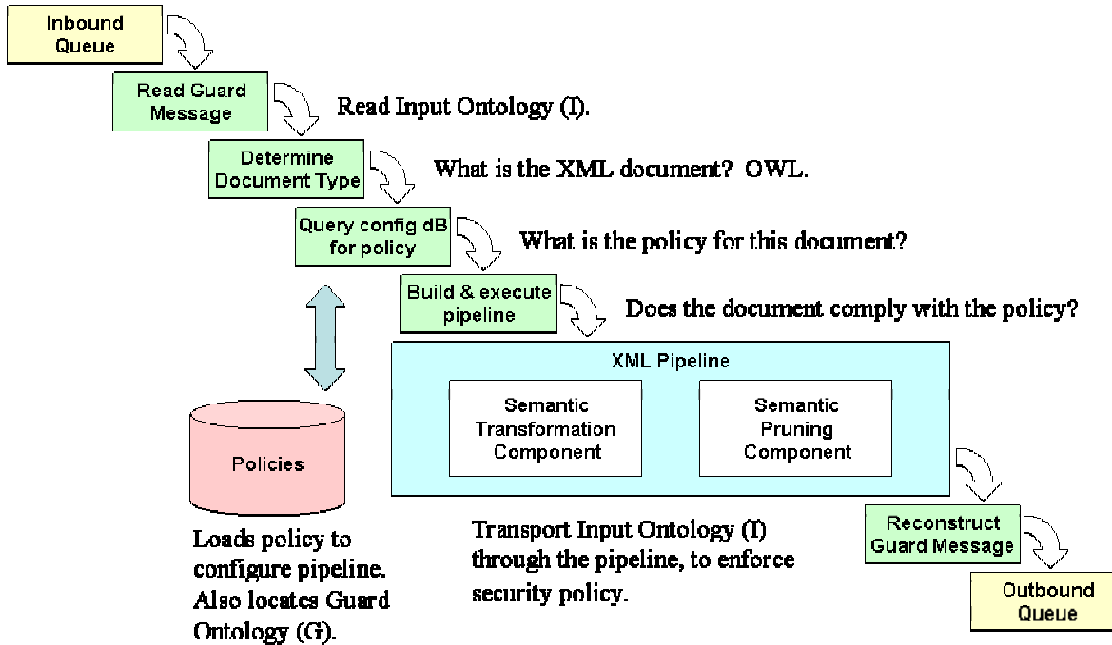 Inbound
Queue
Read Guard
Message
Read Input Ontology (I).
Determine
Document Type
What is the XML document?  OWL.
Query config dB
for policy
What is the policy for this document?
Build & execute
pipeline
Does the document comply with the policy?
XML Pipeline
Semantic
Transformation
Component
Semantic
Pruning
Component
Policies
Loads policy to
configure pipeline.
Also locates Guard
Ontology (G).
Transport Input Ontology (I)
through the pipeline, to enforce
security policy.
Reconstruct
Guard Message
Outbound
Queue